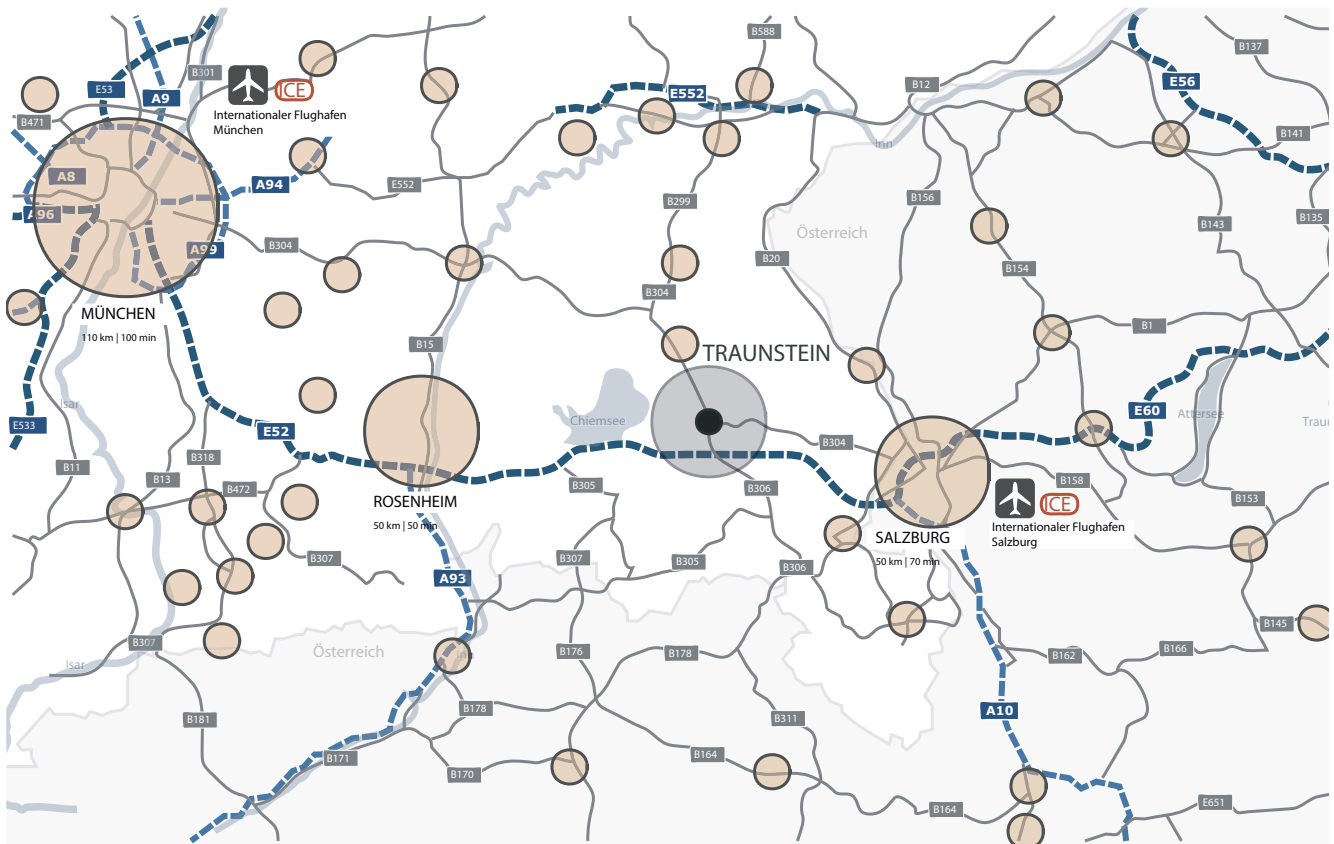 B588
B137
B301
E53
A9
ICE
E552
B12
E56
B471
Internationaler Flughafen
München
B141
Inn
A8
A94
E552
B299
B156
A96
B135
B143
Österreich
A99
B304
B20
B154
B304
MÜNCHEN
110 km | 100 min
B1
B15
TRAUNSTEIN
Isar
E533
E52
Chiemsee
E60
Attersee
Trau
B304
B318
B11
B13
B472
B305
B306
B158
B153
ROSENHEIM
50 km | 50 min
ICE
Internationaler Flughafen
Salzburg
SALZBURG
50 km | 70 min
B307
B307
B305
B306
A93
B145
B307
Österreich
Inn
Isar
B176
B178
B162
B166
B178
A10
B181
B311
B171
B164
B170
B164
E651